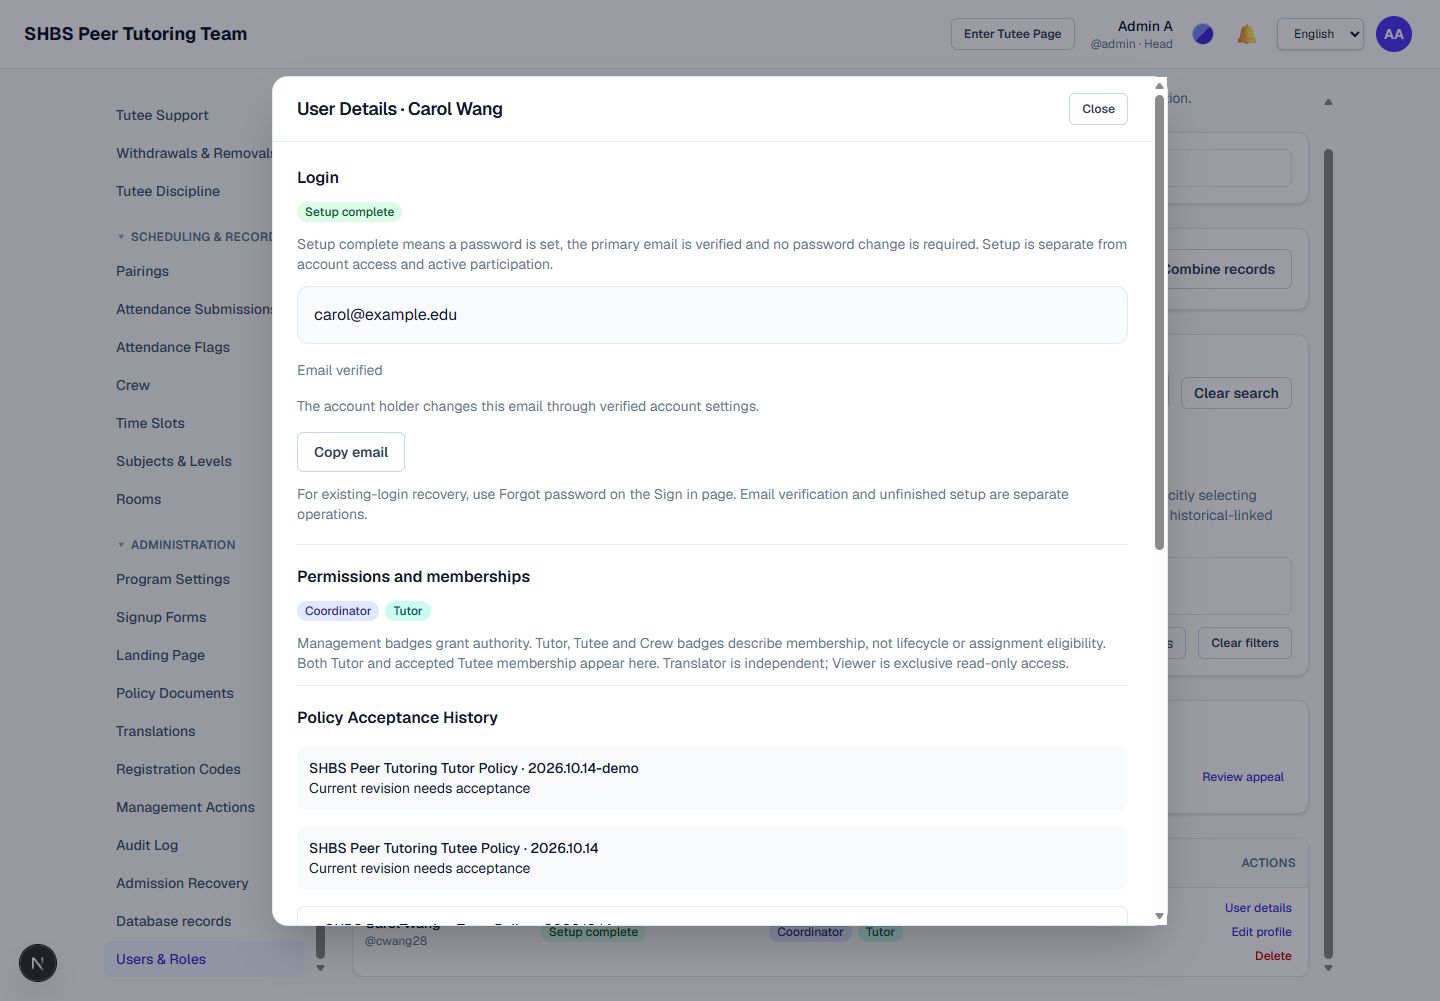 SHBS Peer Tutoring Team
Enter Tutee Page
Admin A
@admin · Head
English
AA
Tutee Support
Withdrawals & Removals
Tutee Discipline
SCHEDULING & RECORD
Pairings
Attendance Submissions
Attendance Flags
Crew
Time Slots
Subjects & Levels
Rooms
ADMINISTRATION
Program Settings
Signup Forms
Landing Page
Policy Documents
Translations
Registration Codes
Management Actions
Audit Log
Admission Recovery
Database records
Users & Roles
N
User Details · Carol Wang
Close
Login
Setup complete
Setup complete means a password is set, the primary email is verified and no password change is required. Setup is separate from
account access and active participation.
carol@example.edu
Email verified
The account holder changes this email through verified account settings.
Copy email
For existing-login recovery, use Forgot password on the Sign in page. Email verification and unfinished setup are separate
operations.
Permissions and memberships
Coordinator
Tutor
Management badges grant authority. Tutor, Tutee and Crew badges describe membership, not lifecycle or assignment eligibility.
Both Tutor and accepted Tutee membership appear here. Translator is independent; Viewer is exclusive read-only access.
Policy Acceptance History
SHBS Peer Tutoring Tutor Policy · 2026.10.14-demo
Current revision needs acceptance
SHBS Peer Tutoring Tutee Policy · 2026.10.14
Current revision needs acceptance
Combine records
Clear search
citly selecting
historical-linked
Clear filters
Review appeal
ACTIONS
@cwang28
Setup complete
Coordinator
Tutor
User details
Edit profile
Delete